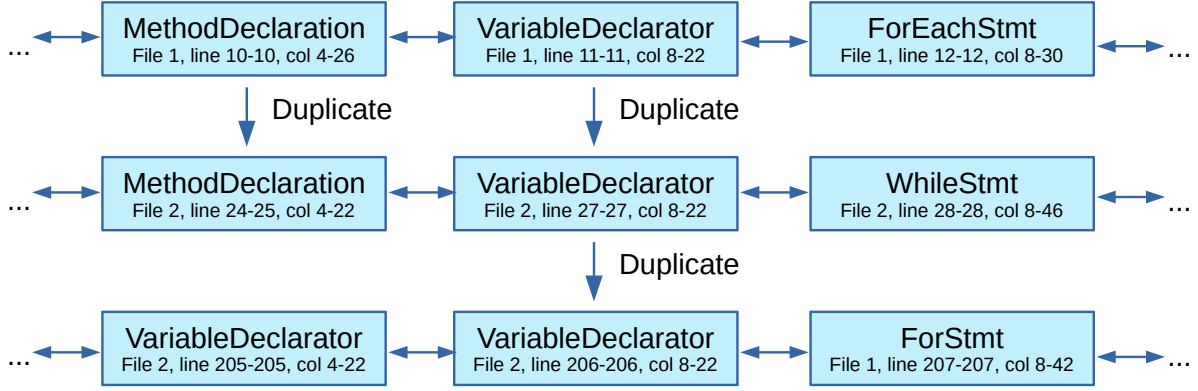 ... MethodDeclaration VariableDeclarator ForEachStmt ...
File 1, line 10-10, col 4-26 File 1, line 11-11, col 8-22 File 1, line 12-12, col 8-30
Duplicate Duplicate
... MethodDeclaration VariableDeclarator WhileStmt ...
File 2, line 24-25, col 4-22 File 2, line 27-27, col 8-22 File 2, line 28-28, col 8-46
Duplicate
... VariableDeclarator VariableDeclarator ForStmt ...
File 2, line 205-205, col 4-22 File 2, line 206-206, col 8-22 File 1, line 207-207, col 8-42